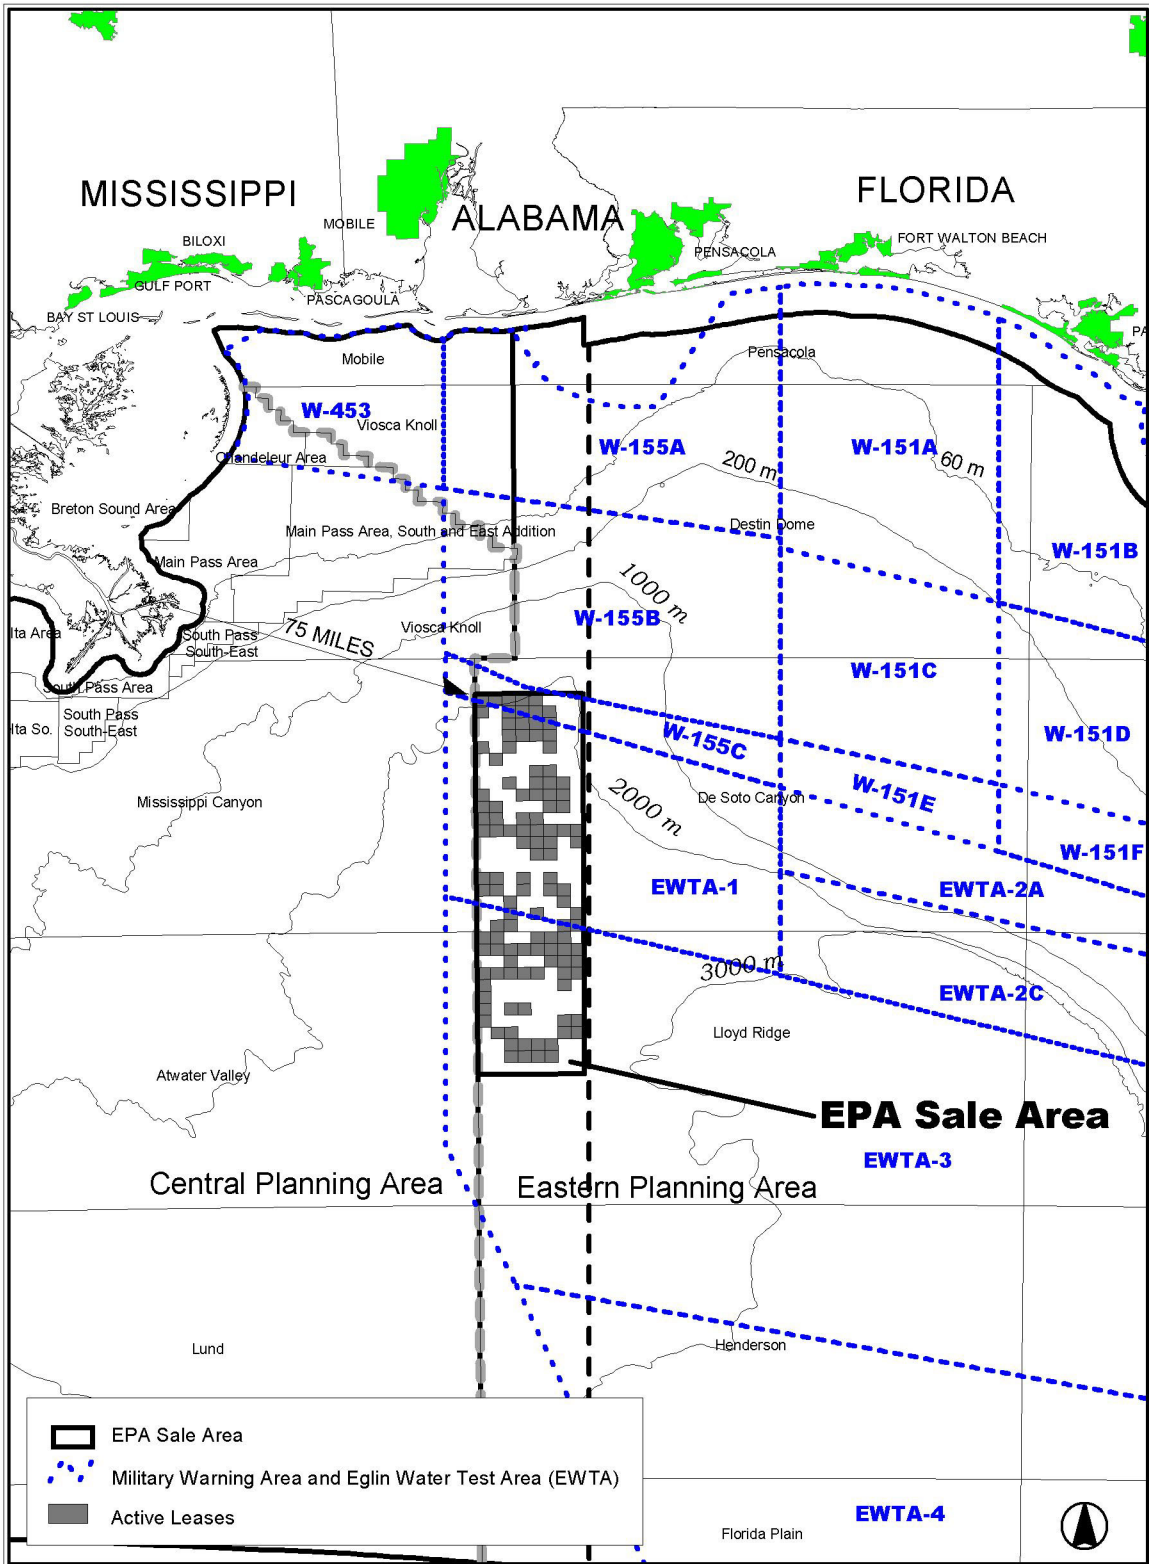 MISSISSIPPI
ALABAMA
FLORIDA
MOBILE
BILOXI
GULF PORT
PASCAGOULA
BAY ST LOUIS
PENSACOLA
FORT WALTON BEACH
PA
Mobile
Pensacola
W-453
Viosca Knoll
Chandeleur Area
W-155A
W-151A
60 m
200 m
Breton Sound Area
Main Pass Area, South and East Addition
Destin Dome
W-151B
Main Pass Area
1000 m
W-155B
lta Area
South Pass
South-East
75 MILES
Viosca Knoll
W-151C
South Pass Area
South Pass
South-East
lta So.
W-155C
W-151D
Mississippi Canyon
2000 m
De Soto Canyon
W-151E
W-151F
EWTA-1
EWTA-2A
3000 m
EWTA-2C
Lloyd Ridge
Atwater Valley
EPA Sale Area
EWTA-3
Central Planning Area
Eastern Planning Area
Lund
Henderson
EPA Sale Area
Military Warning Area and Eglin Water Test Area (EWTA)
Active Leases
EWTA-4
Florida Plain